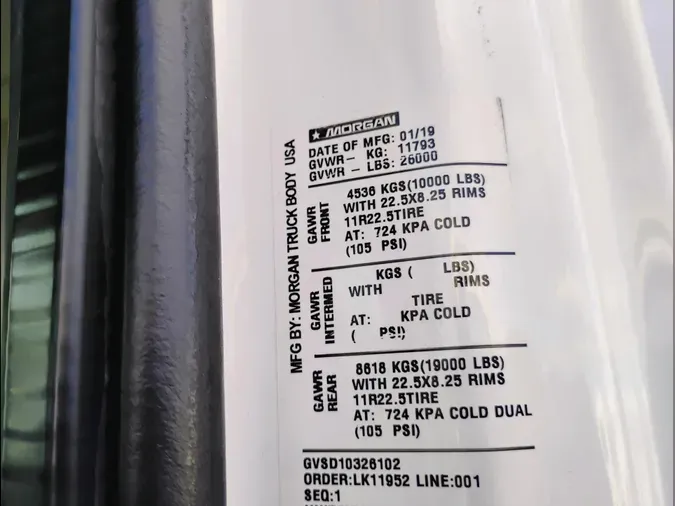 MORGAN
DATE OF MFG: 01/19
GVWR- KG: 11793
GVWR - LBS: 26000
MFG BY: MORGAN TRUCK BODY USA
GAWR
FRONT
4536 KGS(10000 LBS)
WITH 22.5X8.25 RIMS
11R22.5TIRE
AT: 724 KPA COLD
(105 PSI)
GAWR
INTERMED
KGS ( LBS)
WITH RIMS
TIRE
AT: KPA COLD
( PSI)
GAWR
REAR
8618 KGS(19000 LBS)
WITH 22.5X8.25 RIMS
11R22.5TIRE
AT: 724 KPA COLD DUAL
(105 PSI)
GVSD10326102
ORDER:LK11952 LINE:001
SEQ:1